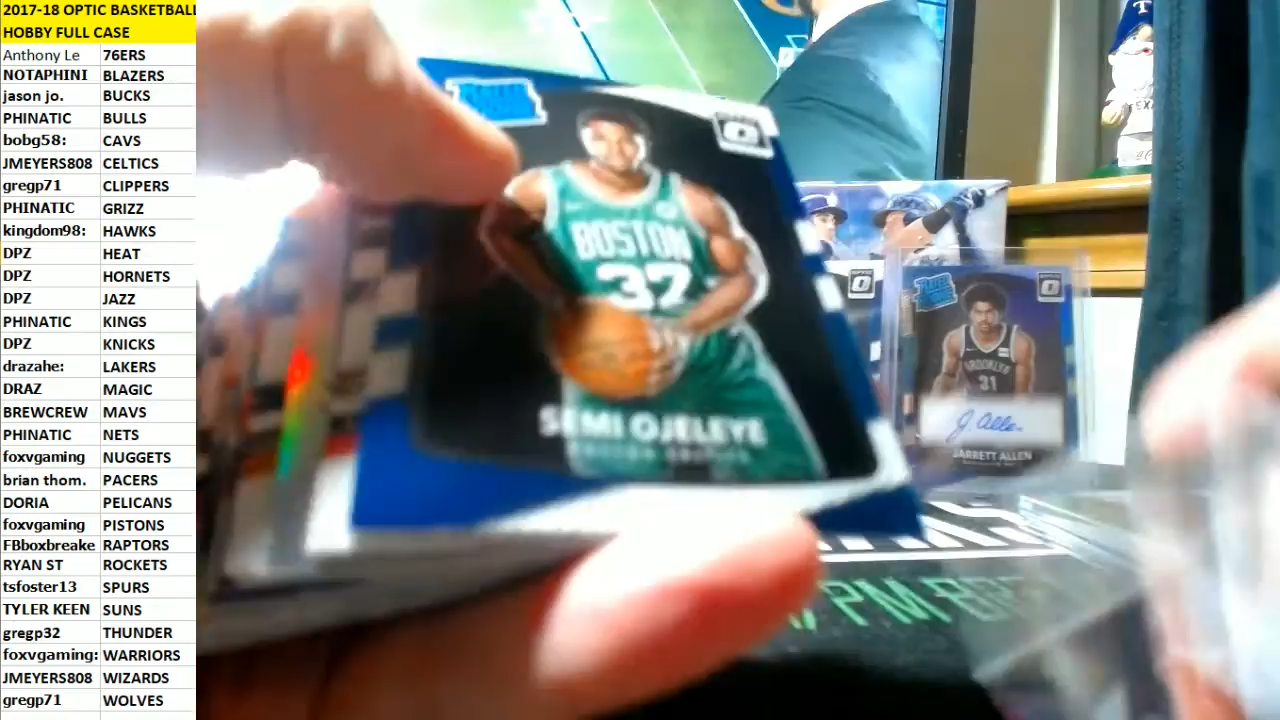 2017-18 OPTIC BASKETBALL
HOBBY FULL CASE
Anthony Le 76ERS
NOTAPHINI BLAZERS
jason jo. BUCKS
PHINATIC BULLS
bobg58: CAVS
JMEYERS808 CELTICS
gregp71 CLIPPERS
PHINATIC GRIZZ
kingdom98: HAWKS
DPZ HEAT
DPZ HORNETS
DPZ JAZZ
PHINATIC KINGS
DPZ KNICKS
drazahe: LAKERS
DRAZ MAGIC
BREWCREW MAVS
PHINATIC NETS
foxvgaming NUGGETS
brian thom. PACERS
DORIA PELICANS
foxvgaming PISTONS
FBboxbreake RAPTORS
RYAN ST ROCKETS
tsfoster13 SPURS
TYLER KEEN SUNS
gregp32 THUNDER
foxvgaming: WARRIORS
JMEYERS808 WIZARDS
gregp71 WOLVES
BOSTON
37
SEMI OJELEYE
BROOKLYN
31
J. Alle
JARRETT ALLEN
PM